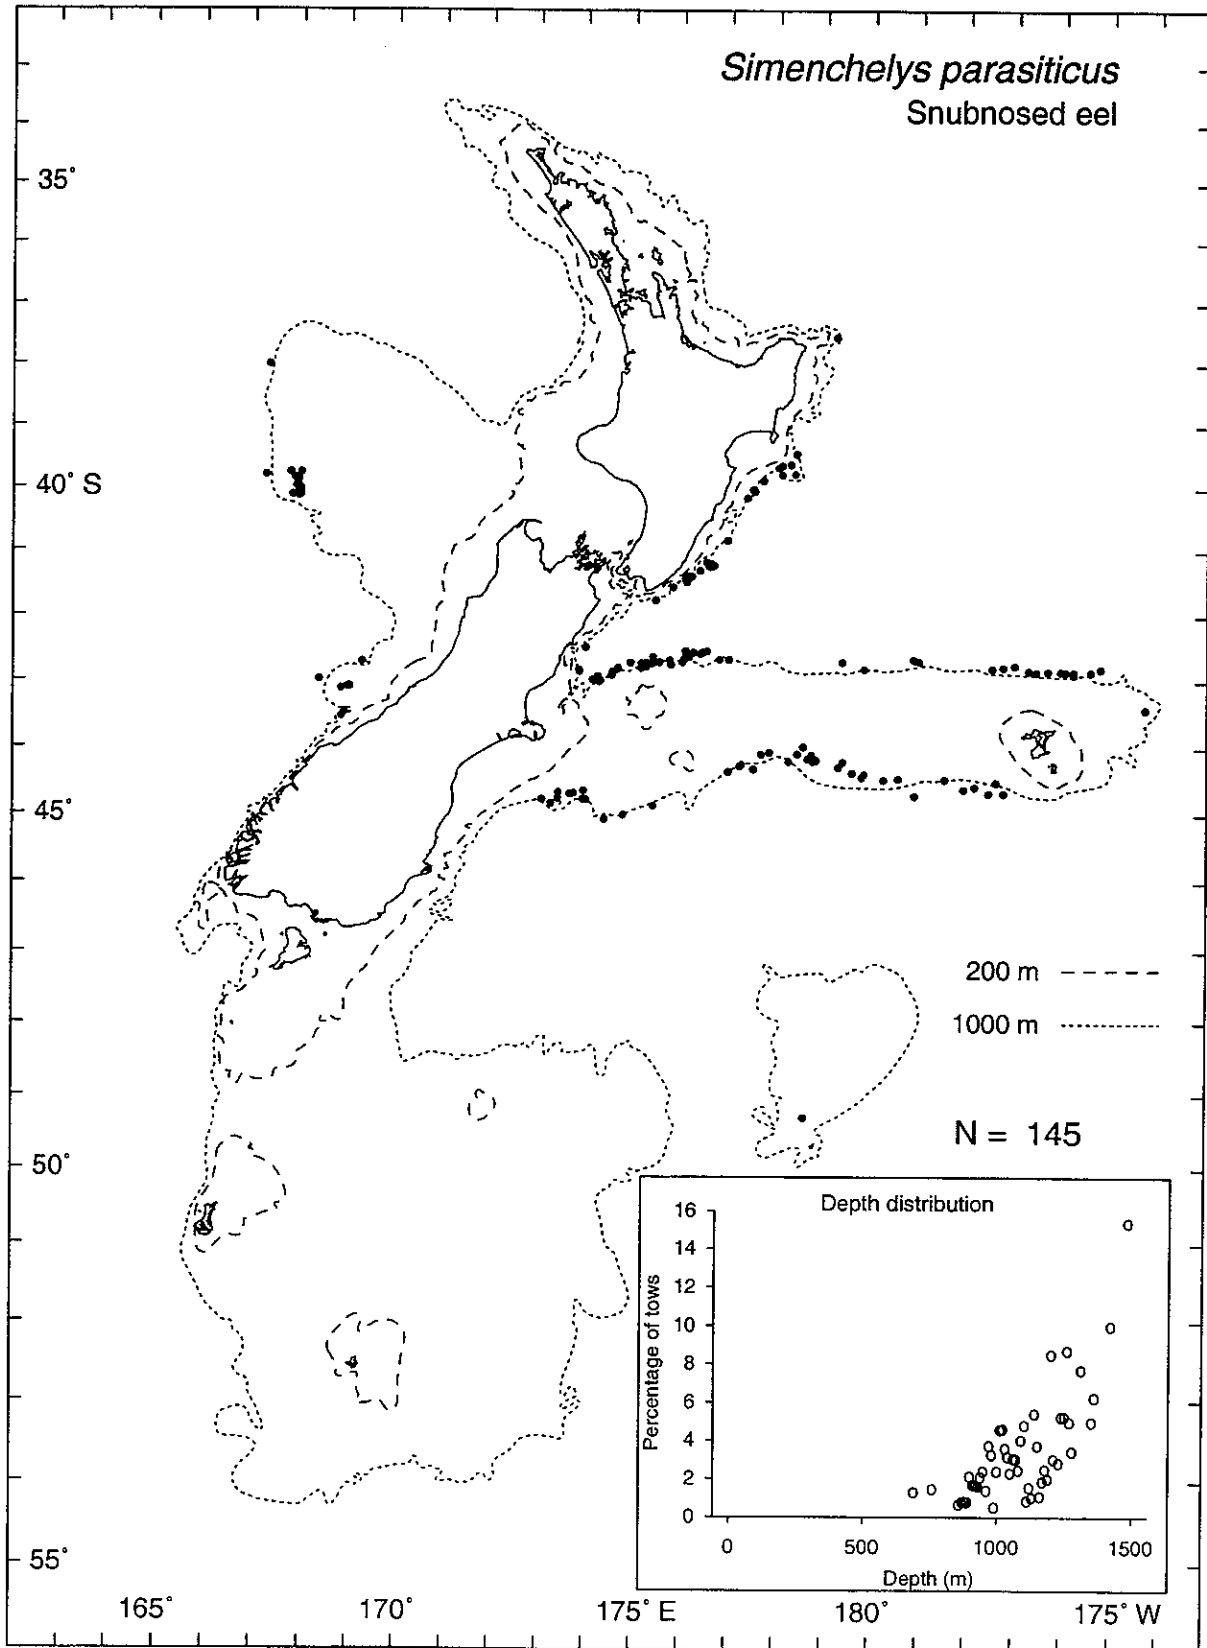 Simenchelys parasiticus
Snubnosed eel
35°
40° S
45°
50°
55°
165°
170°
175° E
180°
175° W
200 m
1000 m
N = 145
Depth distribution
Percentage of tows
16
14
12
10
8
6
4
2
0
0
500
1000
1500
Depth (m)